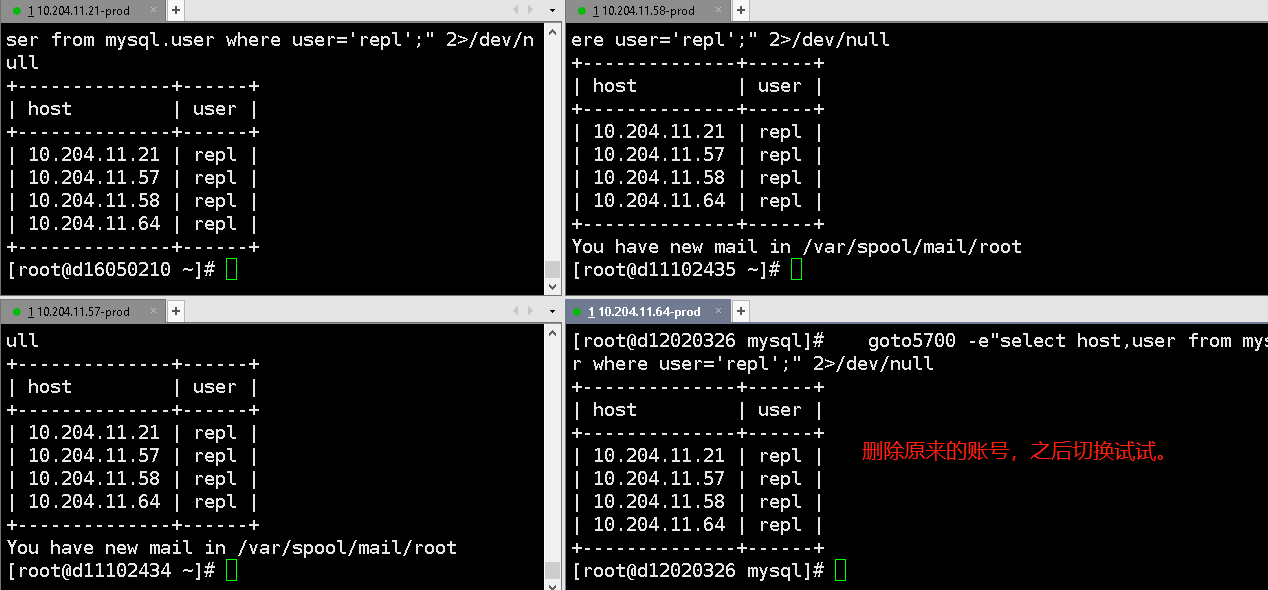 1 10.204.11.21-prod × +
ser from mysql.user where user='repl';" 2>/dev/n
ull
+--------------+------+
| host         | user |
+--------------+------+
| 10.204.11.21 | repl |
| 10.204.11.57 | repl |
| 10.204.11.58 | repl |
| 10.204.11.64 | repl |
+--------------+------+
[root@d16050210 ~]#
1 10.204.11.58-prod × +
ere user='repl';" 2>/dev/null
+--------------+------+
| host         | user |
+--------------+------+
| 10.204.11.21 | repl |
| 10.204.11.57 | repl |
| 10.204.11.58 | repl |
| 10.204.11.64 | repl |
+--------------+------+
You have new mail in /var/spool/mail/root
[root@d11102435 ~]#
1 10.204.11.57-prod × +
ull
+--------------+------+
| host         | user |
+--------------+------+
| 10.204.11.21 | repl |
| 10.204.11.57 | repl |
| 10.204.11.58 | repl |
| 10.204.11.64 | repl |
+--------------+------+
You have new mail in /var/spool/mail/root
[root@d11102434 ~]#
1 10.204.11.64-prod × +
[root@d12020326 mysql]#    goto5700 -e"select host,user from mys
r where user='repl';" 2>/dev/null
+--------------+------+
| host         | user |
+--------------+------+
| 10.204.11.21 | repl |
| 10.204.11.57 | repl |
| 10.204.11.58 | repl |
| 10.204.11.64 | repl |
+--------------+------+
[root@d12020326 mysql]#
删除原来的账号，之后切换试试。